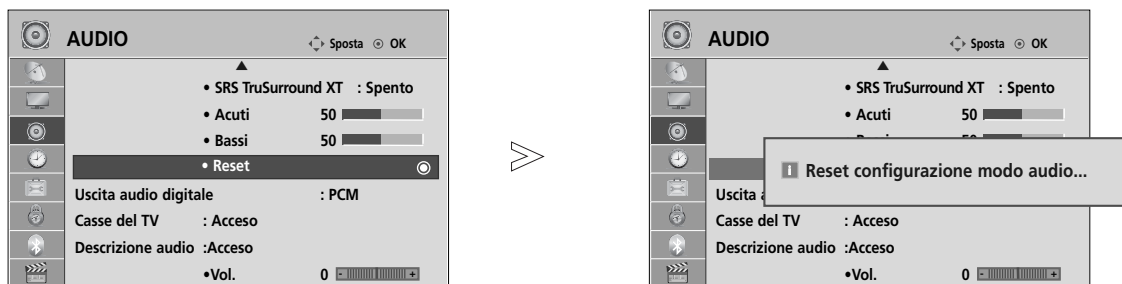 AUDIO
Sposta OK
• SRS TruSurround XT : Spento
• Acuti 50
• Bassi 50
• Reset
Uscita audio digitale : PCM
Casse del TV : Acceso
Descrizione audio :Acceso
•Vol. 0 - +
AUDIO
Sposta OK
• SRS TruSurround XT : Spento
• Acuti 50
Reset configurazione modo audio...
Uscita
Casse del TV : Acceso
Descrizione audio :Acceso
•Vol. 0 - +